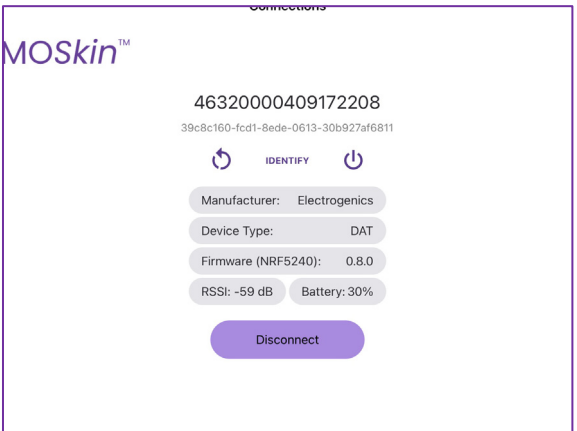 Connections
MOSkin™
46320000409172208
39c8c160-fcd1-8ede-0613-30b927af6811
IDENTIFY
Manufacturer: Electrogenics
Device Type: DAT
Firmware (NRF5240): 0.8.0
RSSI: -59 dB Battery: 30%
Disconnect